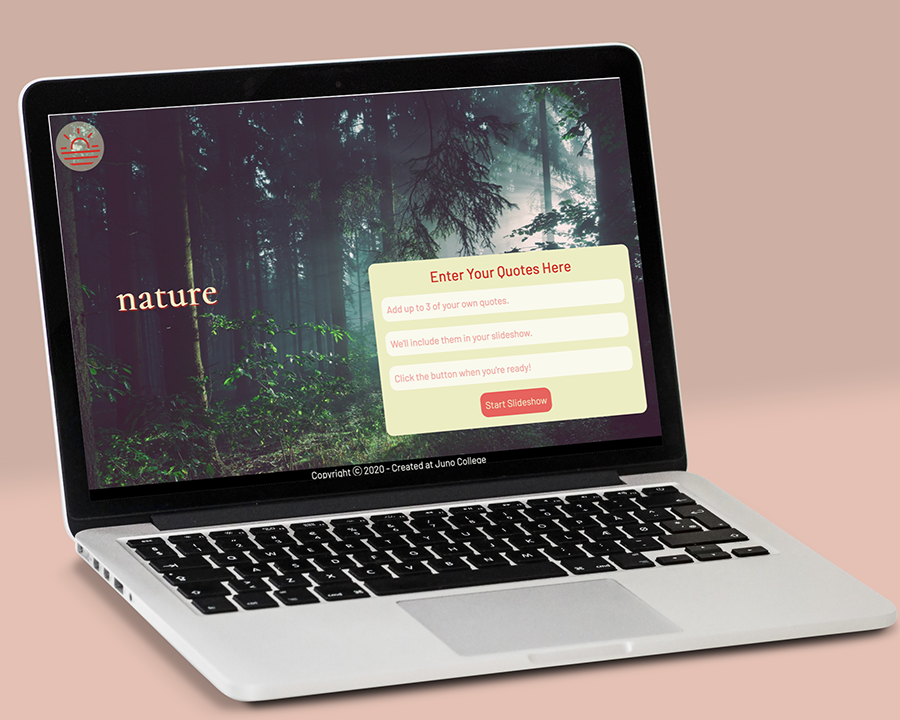 nature
Enter Your Quotes Here
Add up to 3 of your own quotes.
We'll include them in your slideshow.
Click the button when you're ready!
Start Slideshow
Copyright © 2020 - Created at Juno College